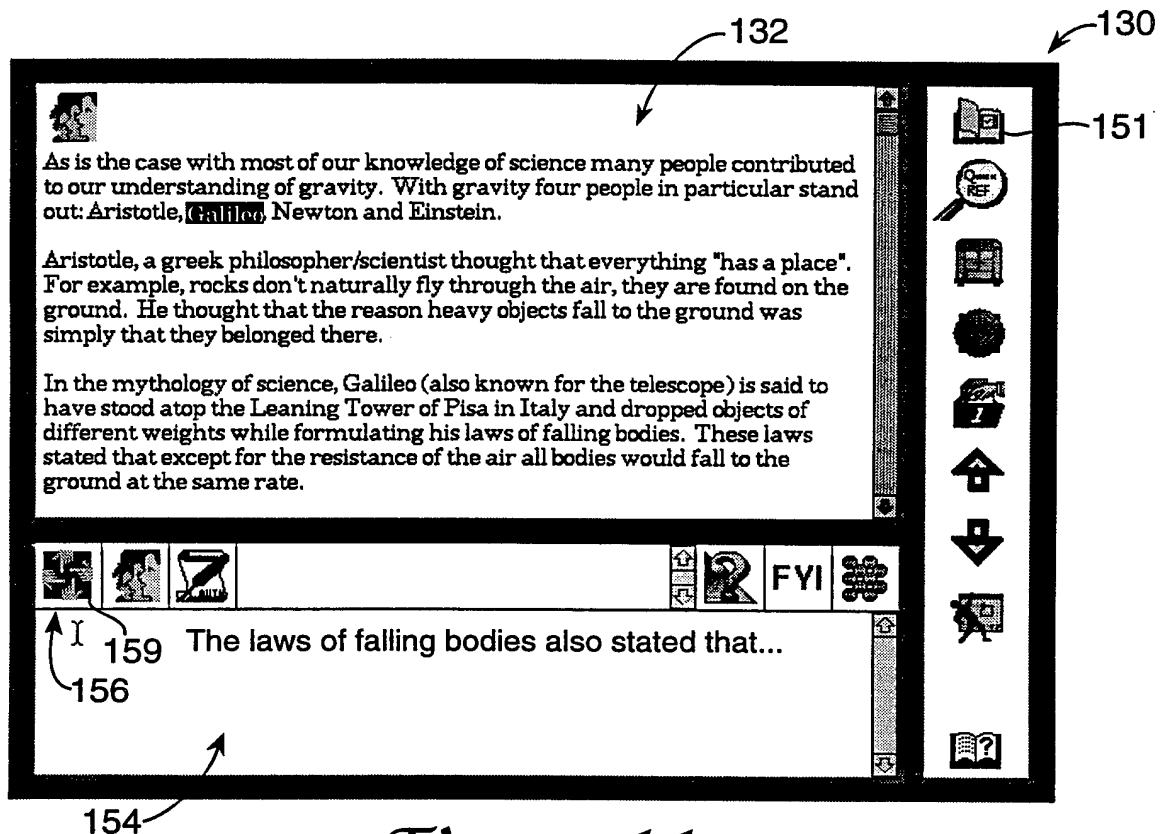 132
130
151
Quick
REF
As is the case with most of our knowledge of science many people contributed
to our understanding of gravity. With gravity four people in particular stand
out: Aristotle, Galileo, Newton and Einstein.
Aristotle, a greek philosopher/scientist thought that everything "has a place".
For example, rocks don't naturally fly through the air, they are found on the
ground. He thought that the reason heavy objects fall to the ground was
simply that they belonged there.
In the mythology of science, Galileo (also known for the telescope) is said to
have stood atop the Leaning Tower of Pisa in Italy and dropped objects of
different weights while formulating his laws of falling bodies. These laws
stated that except for the resistance of the air all bodies would fall to the
ground at the same rate.
1
FYI
?
159
The laws of falling bodies also stated that...
156
154